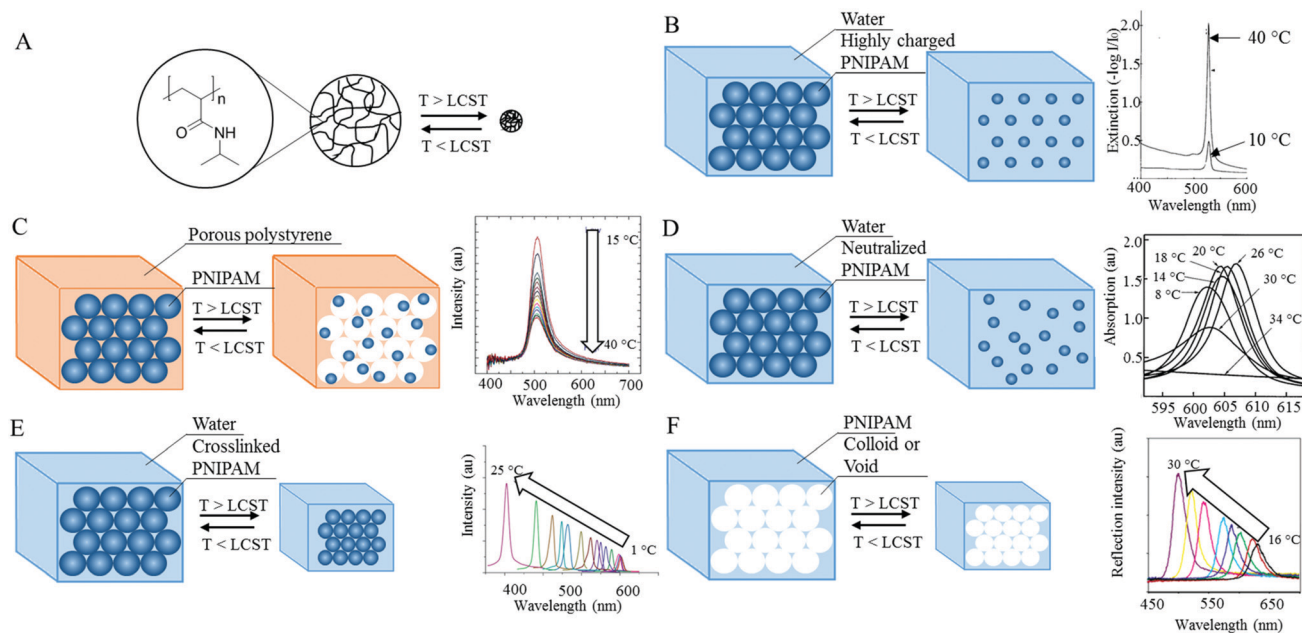 A
n
O
NH
T > LCST
T < LCST
B
Water
Highly charged
PNIPAM
T > LCST
T < LCST
Extinction (-log I/I₀)
2.0
1.5
1.0
0.5
40 °C
10 °C
400 500 600
Wavelength (nm)
C
Porous polystyrene
PNIPAM
T > LCST
T < LCST
Intensity (au)
15 °C
40 °C
400 500 600 700
Wavelength (nm)
D
Water
Neutralized
PNIPAM
T > LCST
T < LCST
Absorption (au)
2.0
1.5
1.0
0.5
20 °C
26 °C
18 °C
14 °C
30 °C
8 °C
34 °C
595 600 605 610 615
Wavelength (nm)
E
Water
Crosslinked
PNIPAM
T > LCST
T < LCST
Intensity (au)
25 °C
1 °C
400 500 600
Wavelength (nm)
F
PNIPAM
Colloid or
Void
T > LCST
T < LCST
Reflection intensity (au)
30 °C
16 °C
450 550 650
Wavelength (nm)